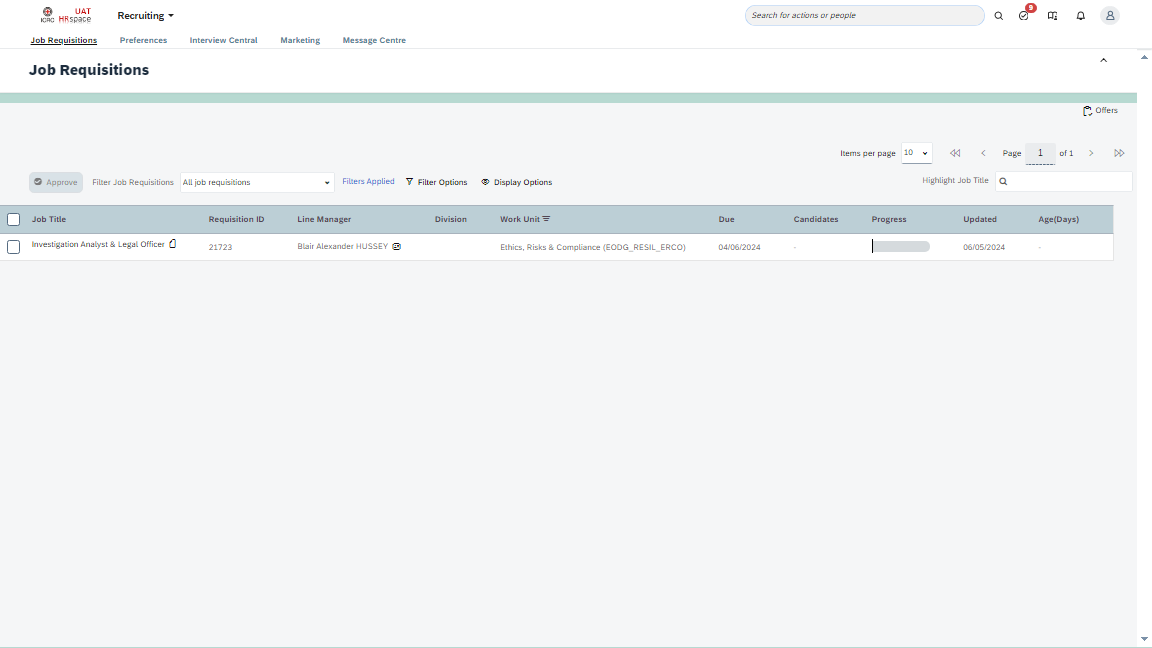 ICRC UAT HRspace Recruiting Search for actions or people 9
Job Requisitions Preferences Interview Central Marketing Message Centre
Job Requisitions
Offers
Items per page 10 Page 1 of 1
Approve Filter Job Requisitions All job requisitions Filters Applied Filter Options Display Options Highlight Job Title
Job Title Requisition ID Line Manager Division Work Unit Due Candidates Progress Updated Age(Days)
Investigation Analyst & Legal Officer 21723 Blair Alexander HUSSEY Ethics, Risks & Compliance (EODG_RESIL_ERCO) 04/06/2024 - 06/05/2024 -